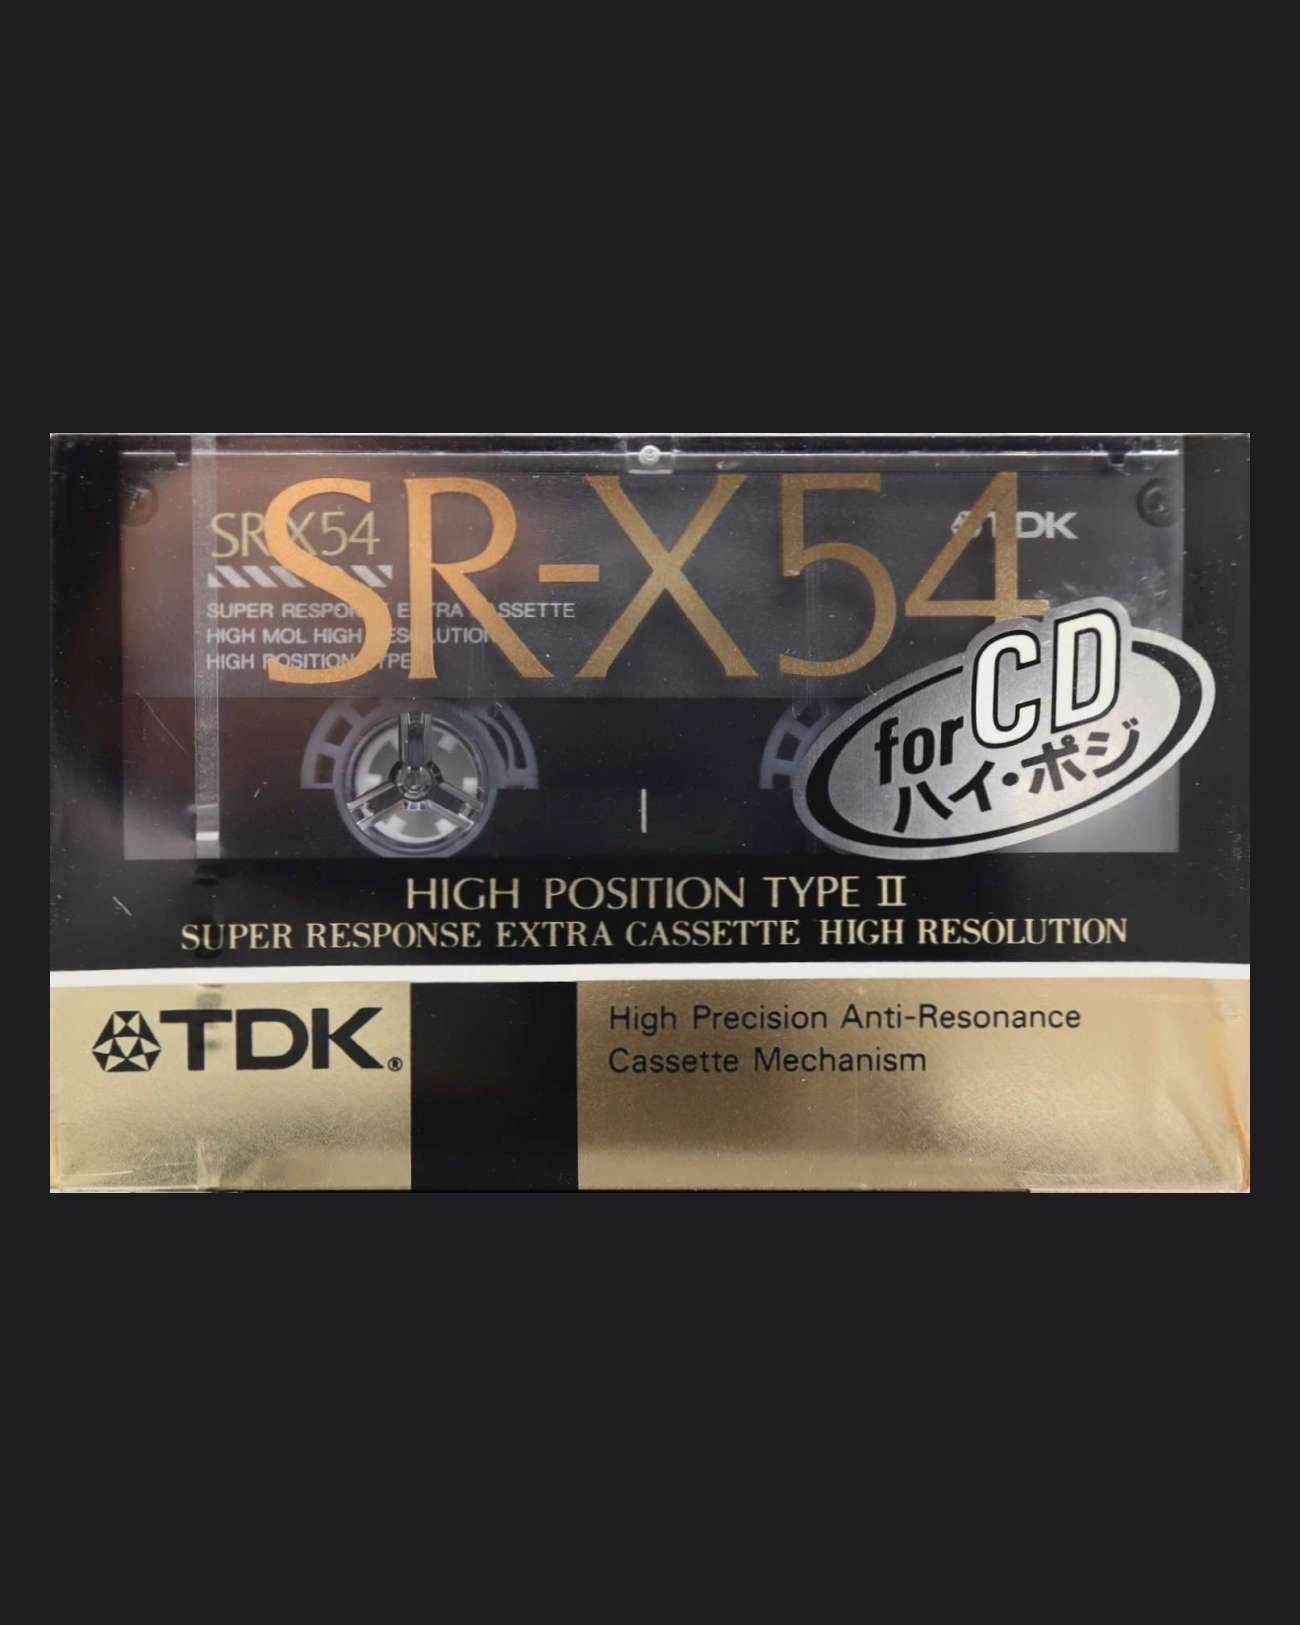 SR-X54
SR-X54
TDK
SUPER RESPONSE EXTRA CASSETTE
HIGH MOL HIGH RESOLUTION
HIGH POSITION TYPE
for CD
ハイ・ポジ
HIGH POSITION TYPE II
SUPER RESPONSE EXTRA CASSETTE HIGH RESOLUTION
TDK®
High Precision Anti-Resonance
Cassette Mechanism